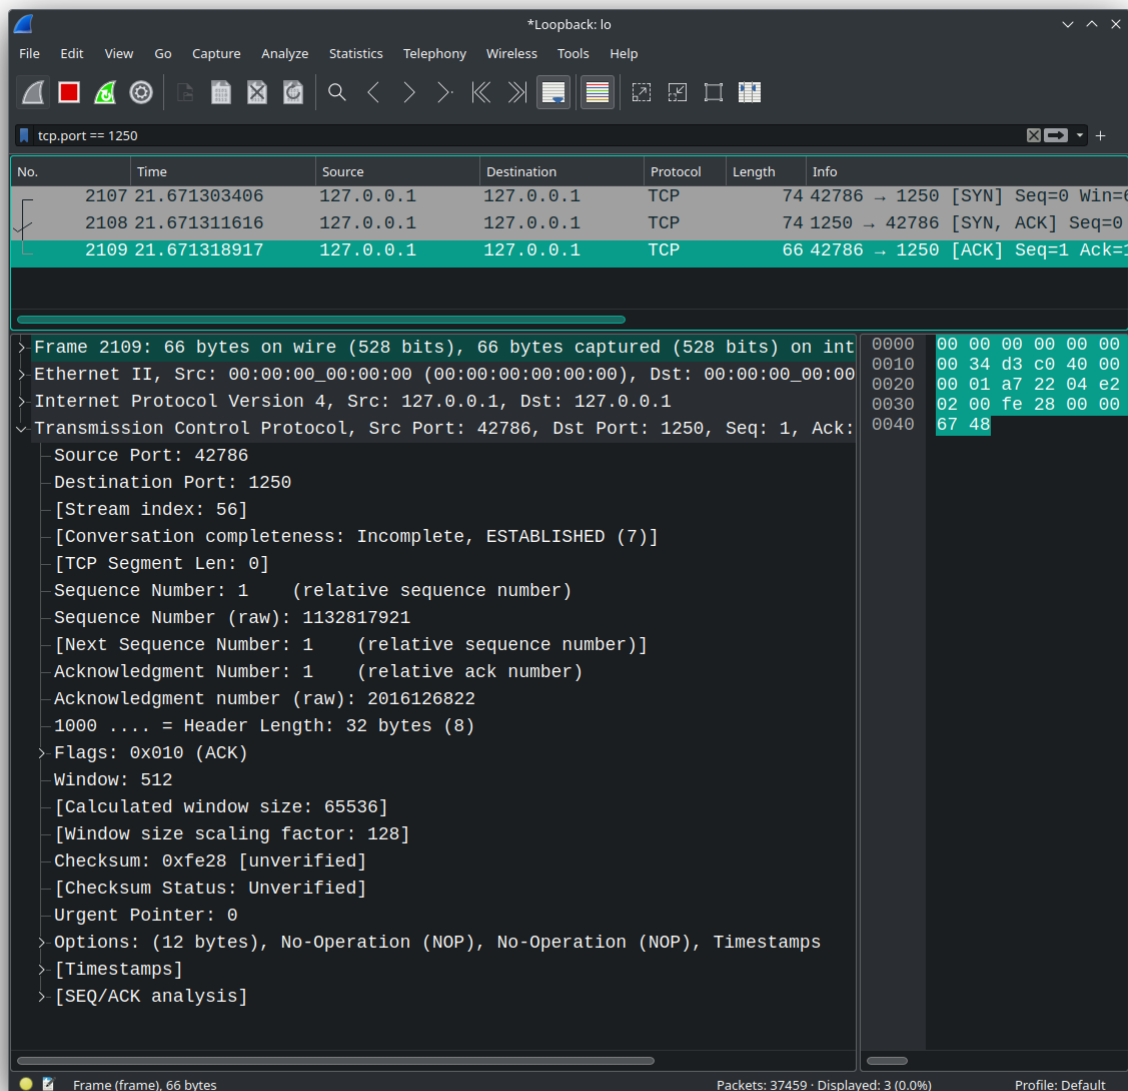 *Loopback: lo
File Edit View Go Capture Analyze Statistics Telephony Wireless Tools Help
tcp.port == 1250
No. Time Source Destination Protocol Length Info
2107 21.671303406 127.0.0.1 127.0.0.1 TCP 74 42786 → 1250 [SYN] Seq=0 Win=6
2108 21.671311616 127.0.0.1 127.0.0.1 TCP 74 1250 → 42786 [SYN, ACK] Seq=0
2109 21.671318917 127.0.0.1 127.0.0.1 TCP 66 42786 → 1250 [ACK] Seq=1 Ack=1
Frame 2109: 66 bytes on wire (528 bits), 66 bytes captured (528 bits) on int
Ethernet II, Src: 00:00:00_00:00:00 (00:00:00:00:00:00), Dst: 00:00:00_00:00
Internet Protocol Version 4, Src: 127.0.0.1, Dst: 127.0.0.1
Transmission Control Protocol, Src Port: 42786, Dst Port: 1250, Seq: 1, Ack:
Source Port: 42786
Destination Port: 1250
[Stream index: 56]
[Conversation completeness: Incomplete, ESTABLISHED (7)]
[TCP Segment Len: 0]
Sequence Number: 1 (relative sequence number)
Sequence Number (raw): 1132817921
[Next Sequence Number: 1 (relative sequence number)]
Acknowledgment Number: 1 (relative ack number)
Acknowledgment number (raw): 2016126822
1000 .... = Header Length: 32 bytes (8)
Flags: 0x010 (ACK)
Window: 512
[Calculated window size: 65536]
[Window size scaling factor: 128]
Checksum: 0xfe28 [unverified]
[Checksum Status: Unverified]
Urgent Pointer: 0
Options: (12 bytes), No-Operation (NOP), No-Operation (NOP), Timestamps
[Timestamps]
[SEQ/ACK analysis]
0000 00 00 00 00 00 00 00
0010 00 34 d3 c0 40 00
0020 00 01 a7 22 04 e2
0030 02 00 fe 28 00 00
0040 67 48
Frame (frame), 66 bytes
Packets: 37459 · Displayed: 3 (0.0%)
Profile: Default